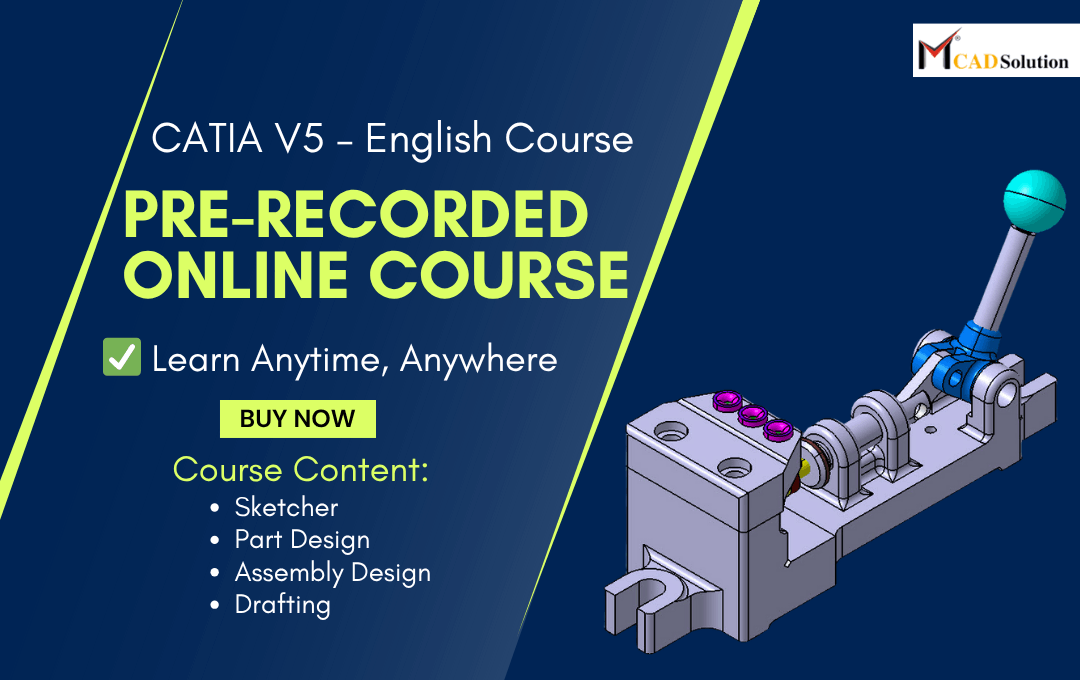 MCAD Solution
®
CATIA V5 – English Course
PRE-RECORDED
ONLINE COURSE
Learn Anytime, Anywhere
BUY NOW
Course Content:
• Sketcher
• Part Design
• Assembly Design
• Drafting